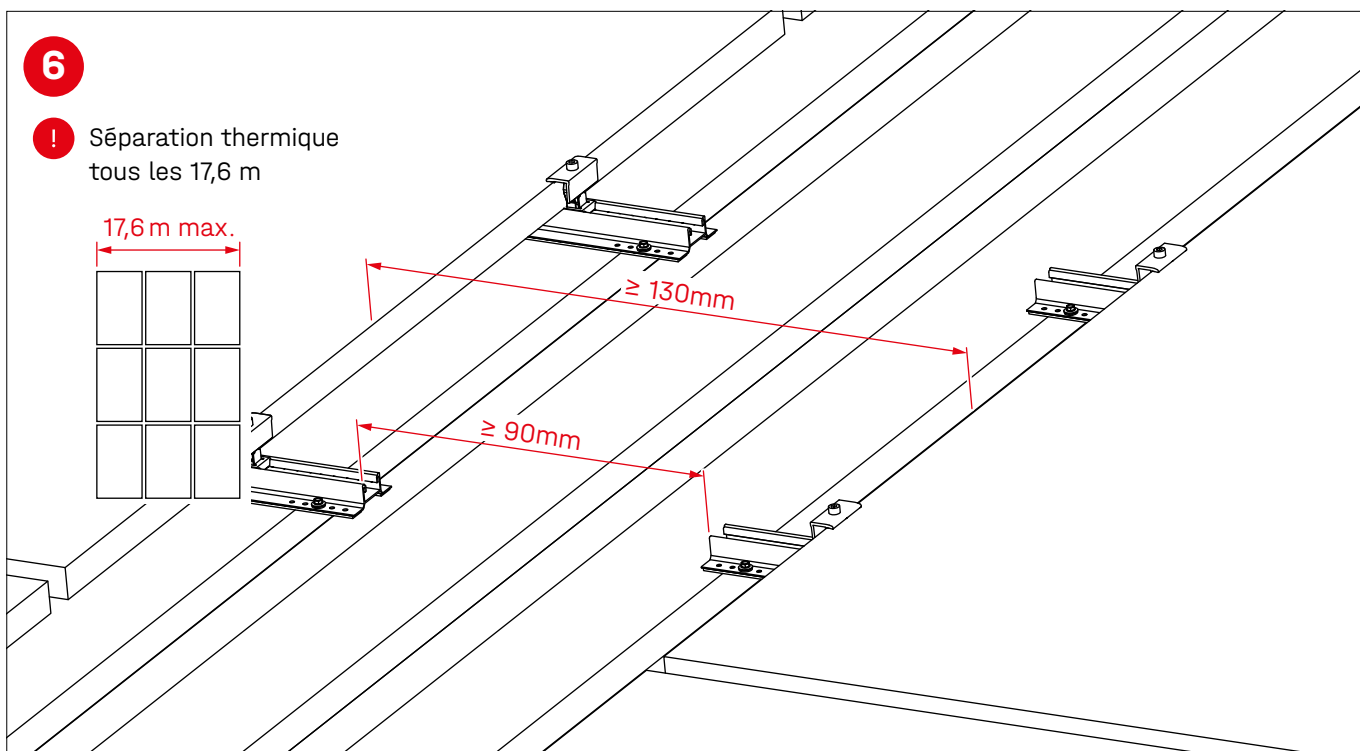 6
!
Séparation thermique
tous les 17,6 m
17,6 m max.
≥ 130mm
≥ 90mm